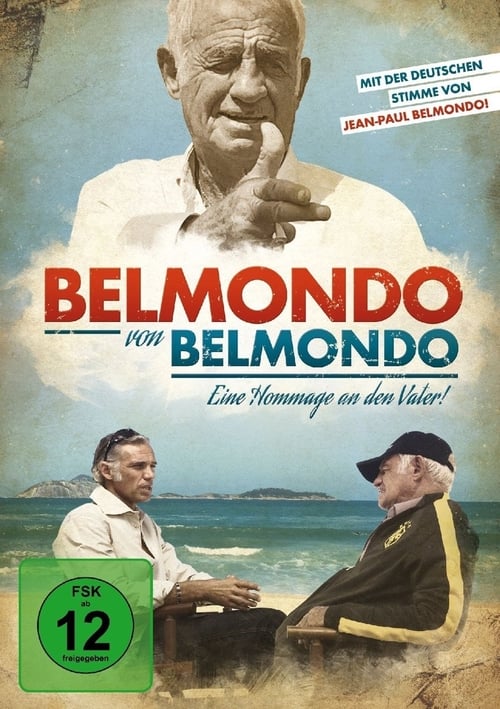 MIT DER DEUTSCHEN
STIMME VON
JEAN-PAUL BELMONDO!
BELMONDO
von BELMONDO
Eine Hommage an den Vater!
FSK
ab
12
freigegeben